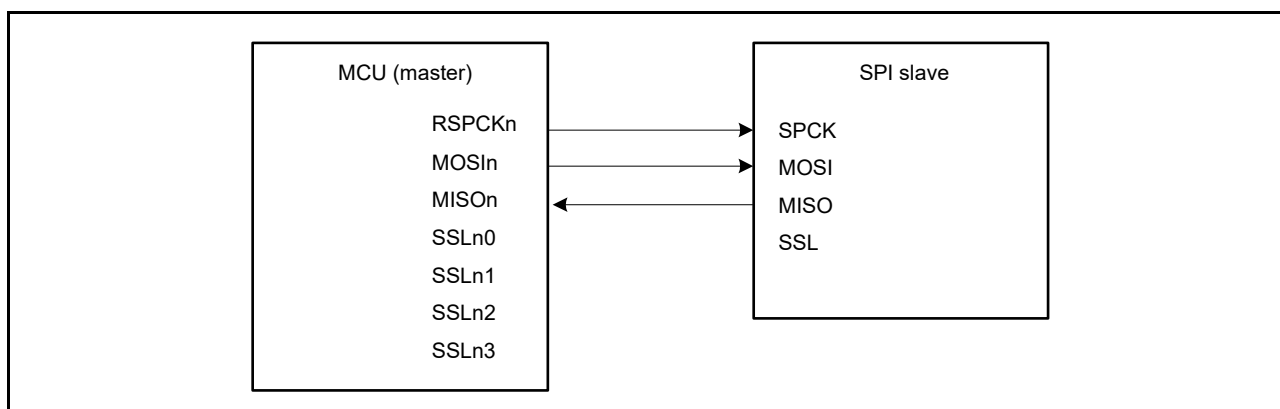 MCU (master)
RSPCKn
MOSIn
MISOn
SSLn0
SSLn1
SSLn2
SSLn3
SPI slave
SPCK
MOSI
MISO
SSL